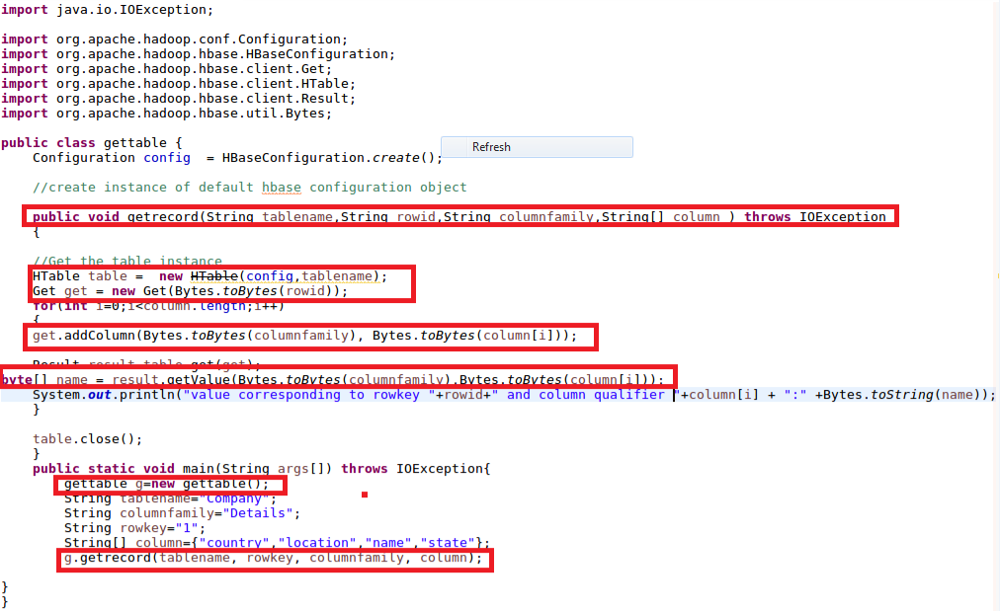 import java.io.IOException;
import org.apache.hadoop.conf.Configuration;
import org.apache.hadoop.hbase.HBaseConfiguration;
import org.apache.hadoop.hbase.client.Get;
import org.apache.hadoop.hbase.client.HTable;
import org.apache.hadoop.hbase.client.Result;
import org.apache.hadoop.hbase.util.Bytes;
public class gettable {
Refresh
Configuration config  = HBaseConfiguration.create();
//create instance of default hbase configuration object
public void getrecord(String tablename,String rowid,String columnfamily,String[] column ) throws IOException
{
//Get the table instance
HTable table =  new HTable(config,tablename);
Get get = new Get(Bytes.toBytes(rowid));
for(int i=0;i<column.length;i++)
{
get.addColumn(Bytes.toBytes(columnfamily), Bytes.toBytes(column[i]));
Result result table.get(get);
byte[] name = result.getValue(Bytes.toBytes(columnfamily),Bytes.toBytes(column[i]));
System.out.println("value corresponding to rowkey "+rowid+" and column qualifier "+column[i] + ":" +Bytes.toString(name));
}
table.close();
}
public static void main(String args[]) throws IOException{
gettable g=new gettable();
String tablename="Company";
String columnfamily="Details";
String rowkey="1";
String[] column={"country","location","name","state"};
g.getrecord(tablename, rowkey, columnfamily, column);
}
}